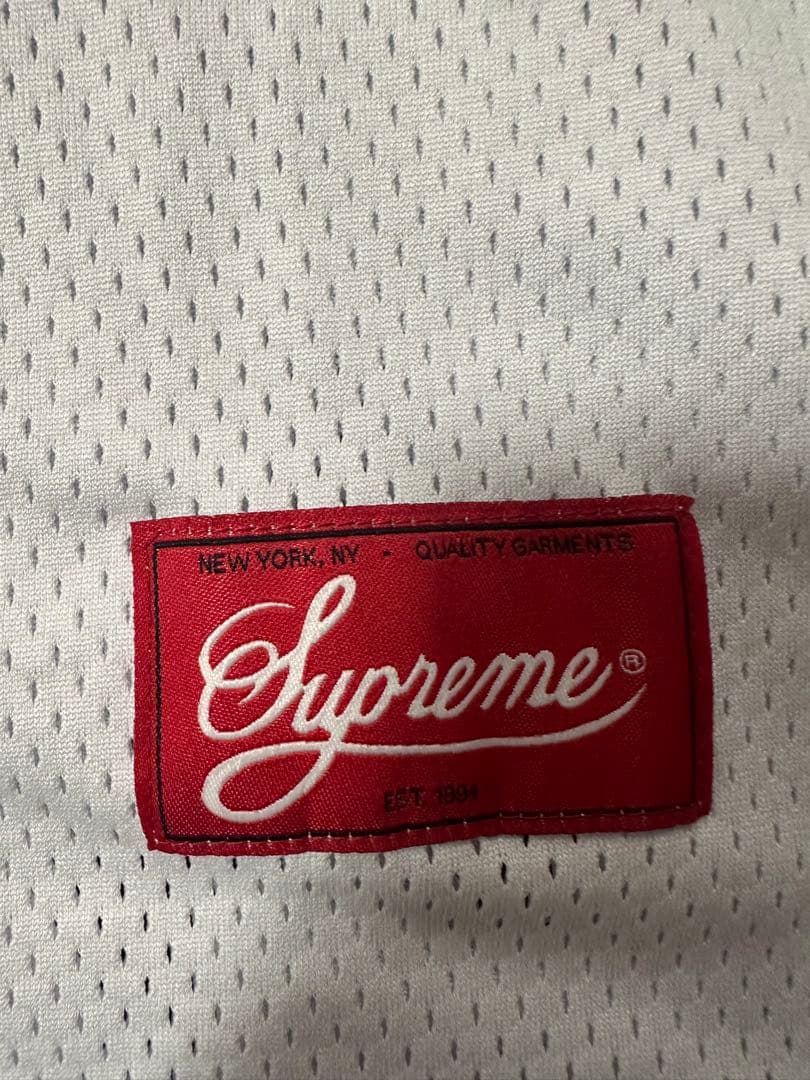 NEW YORK, NY - QUALITY GARMENTS
Supreme®
EST. 1994